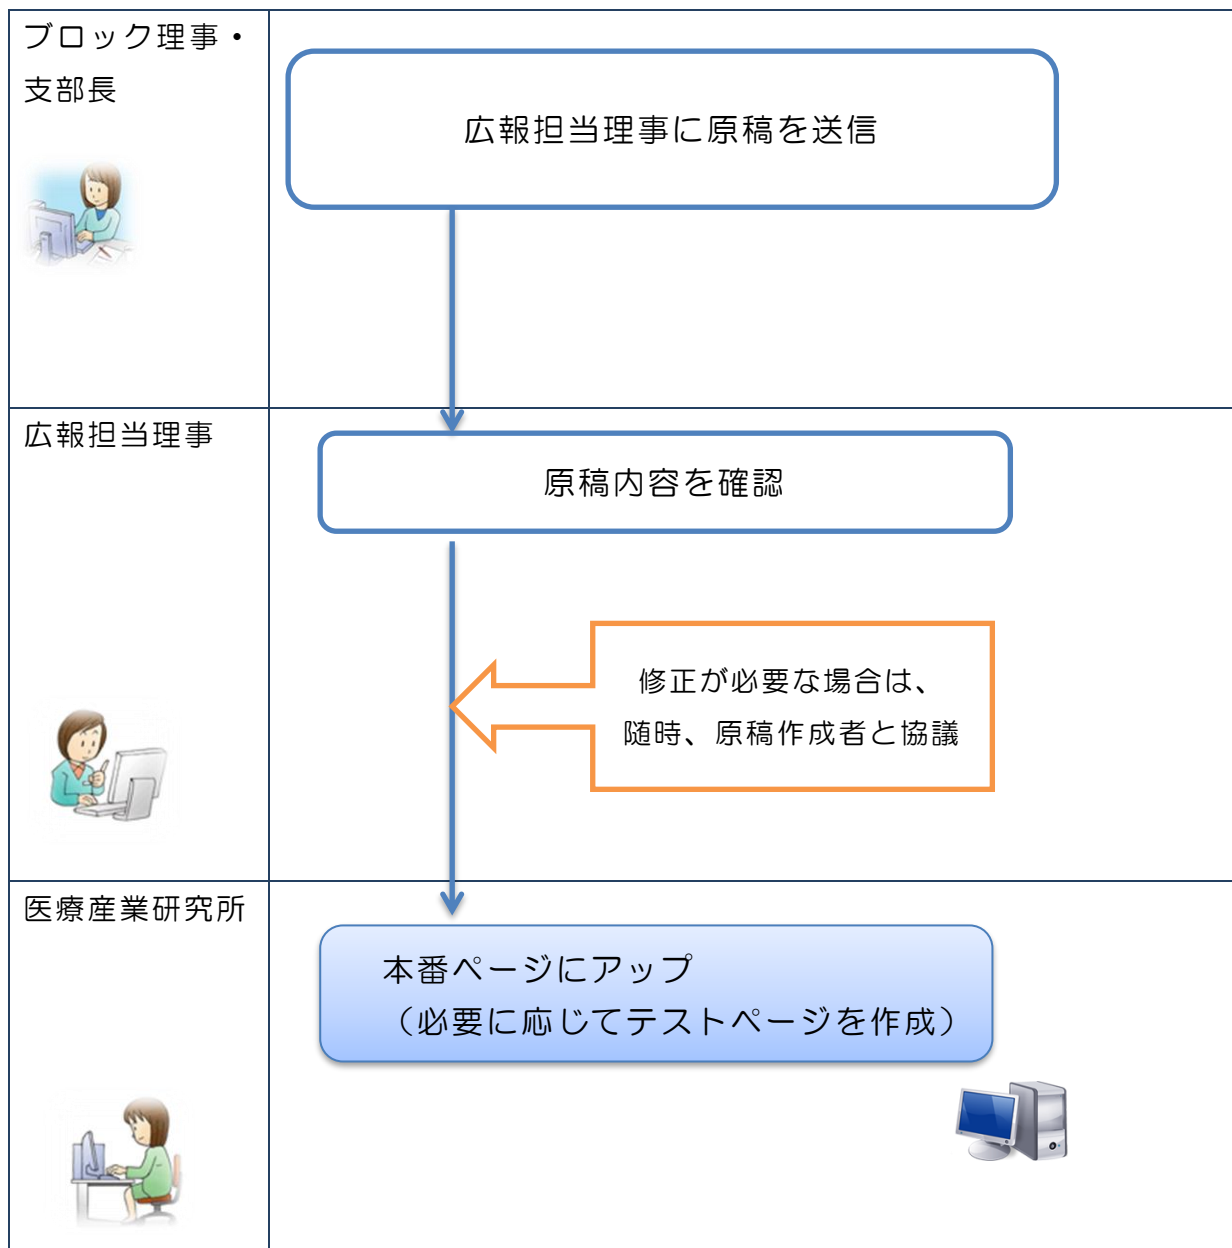 ブロック理事・
支部長
広報担当理事に原稿を送信
広報担当理事
原稿内容を確認
修正が必要な場合は、
随時、原稿作成者と協議
医療産業研究所
本番ページにアップ
（必要に応じてテストページを作成）